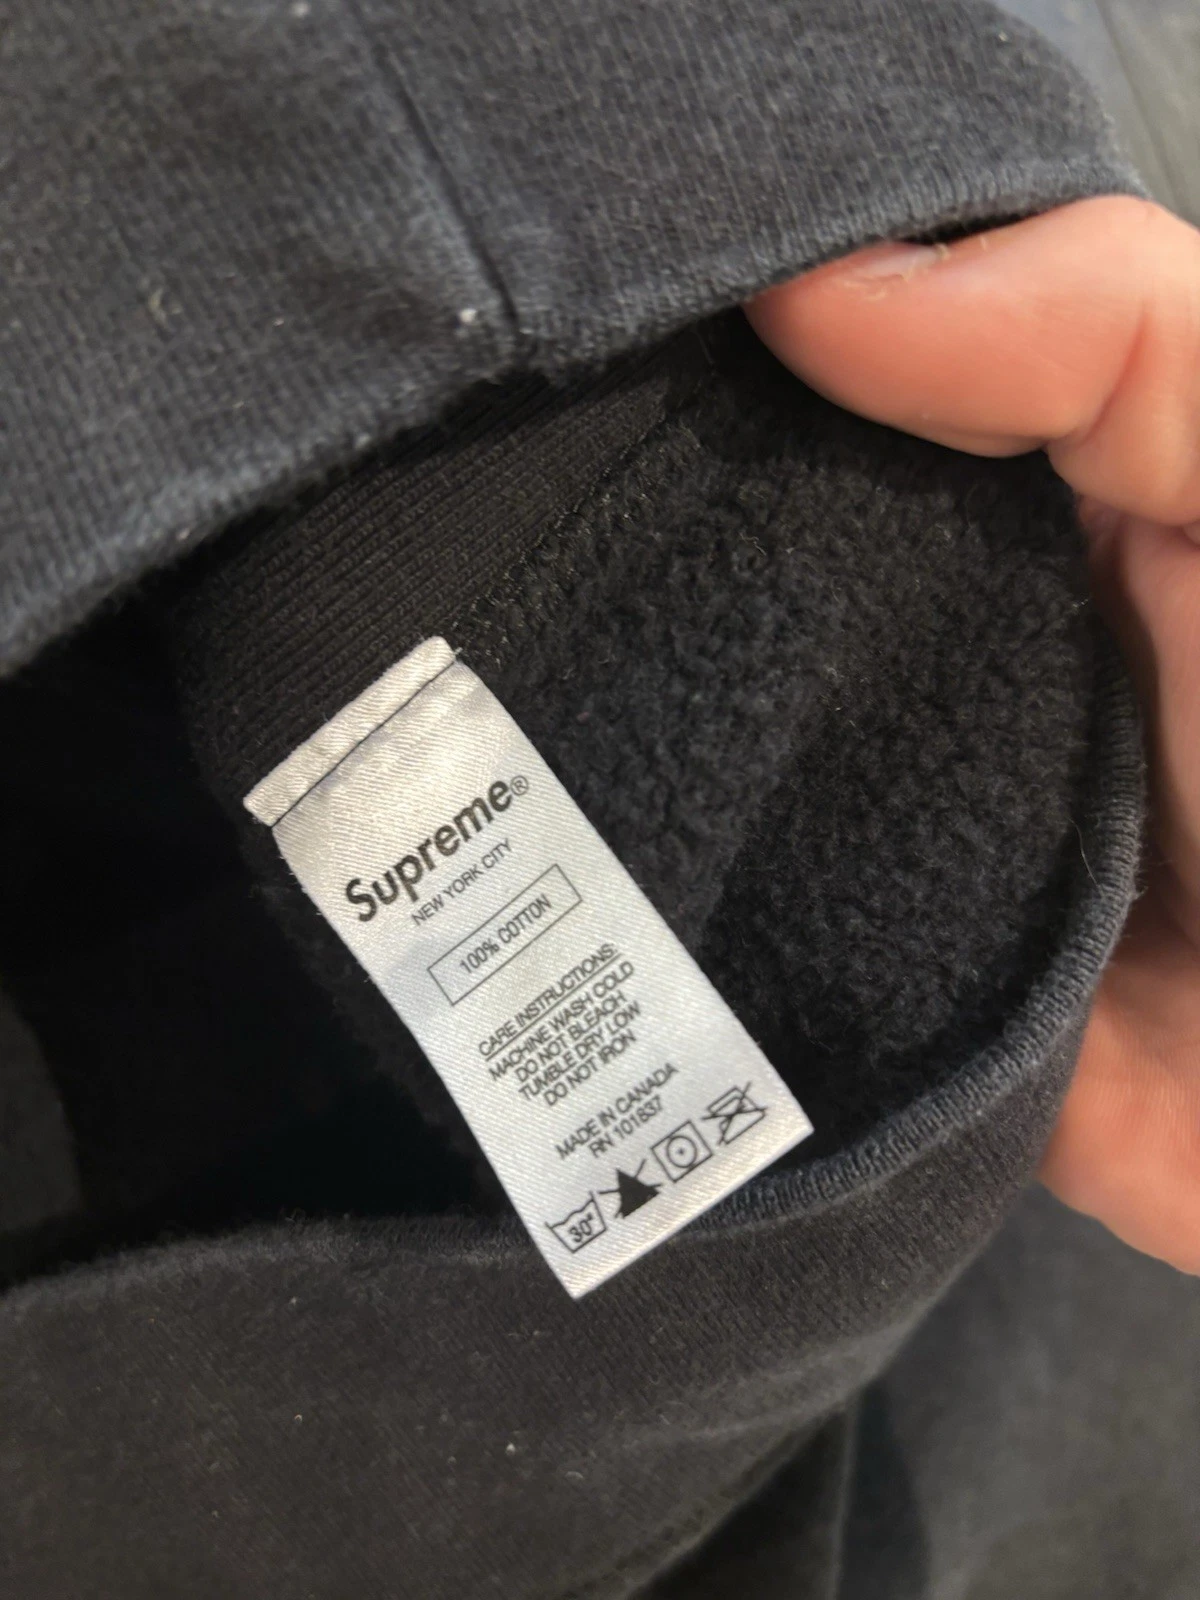 Supreme®
NEW YORK CITY
100% COTTON
CARE INSTRUCTIONS:
MACHINE WASH COLD
DO NOT BLEACH
TUMBLE DRY LOW
DO NOT IRON
MADE IN CANADA
RN 101837
30°